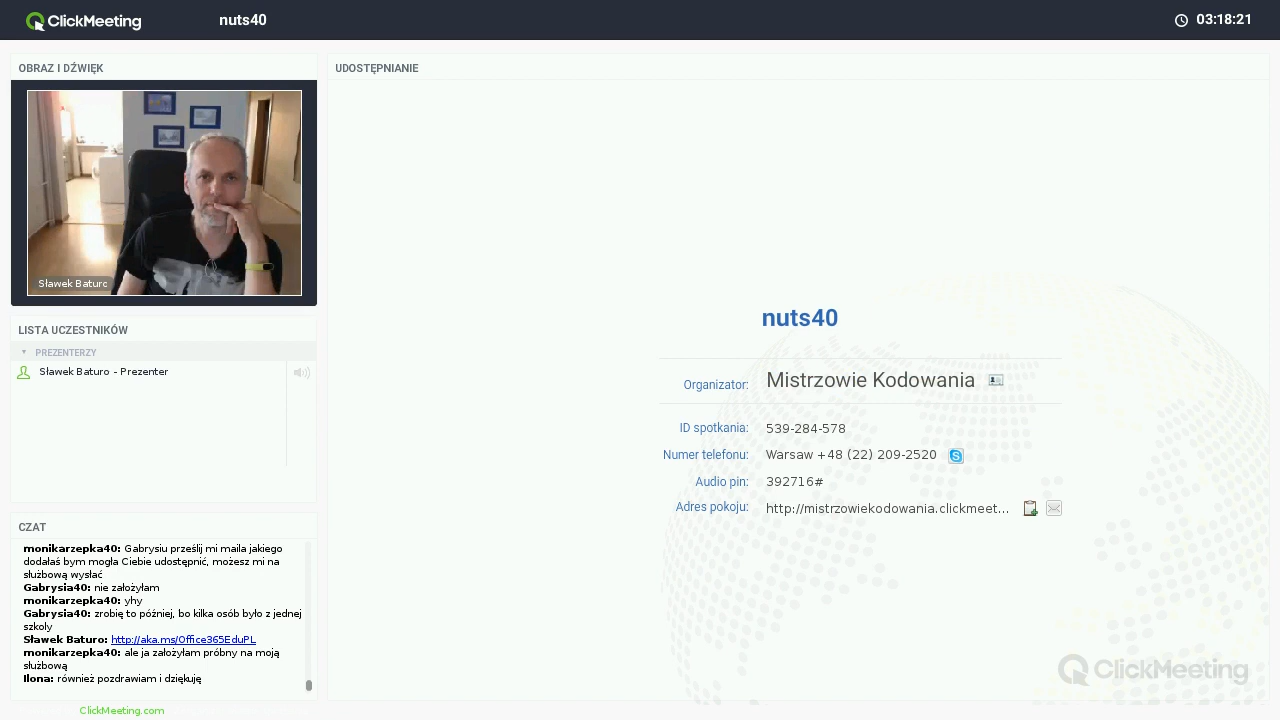 ClickMeeting
nuts40
03:18:21
OBRAZ I DŹWIĘK
Sławek Baturo
LISTA UCZESTNIKÓW
PREZENTERZY
Sławek Baturo - Prezenter
CZAT
monikarzepka40: Gabrysiu prześlij mi maila jakiego
dodałaś bym mogła Ciebie udostępnić, możesz mi na
służbową wysłać
Gabrysia40: nie założyłam
monikarzepka40: yhy
Gabrysia40: zrobię to później, bo kilka osób było z jednej
szkoly
Sławek Baturo: http://aka.ms/Office365EduPL
monikarzepka40: ale ja założyłam próbny na moją
służbową
Ilona: również pozdrawiam i dziękuję
ClickMeeting.com
UDOSTĘPNIANIE
nuts40
Organizator: Mistrzowie Kodowania
ID spotkania: 539-284-578
Numer telefonu: Warsaw +48 (22) 209-2520
Audio pin: 392716#
Adres pokoju: http://mistrzowiekodowania.clickmeet...
ClickMeeting